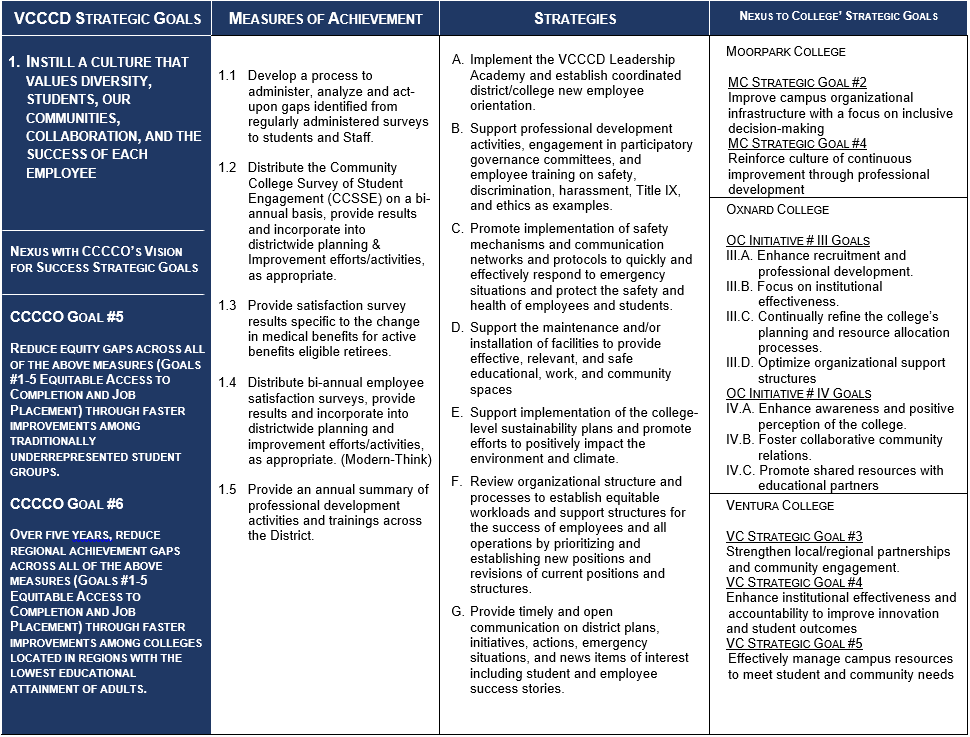 VCCCD STRATEGIC GOALS
MEASURES OF ACHIEVEMENT
STRATEGIES
NEXUS TO COLLEGE' STRATEGIC GOALS
1. INSTILL A CULTURE THAT
VALUES DIVERSITY,
STUDENTS, OUR
COMMUNITIES,
COLLABORATION, AND THE
SUCCESS OF EACH
EMPLOYEE
NEXUS WITH CCCCO'S VISION
FOR SUCCESS STRATEGIC GOALS
CCCCO GOAL #5
REDUCE EQUITY GAPS ACROSS ALL
OF THE ABOVE MEASURES (GOALS
#1-5 EQUITABLE ACCESS TO
COMPLETION AND JOB
PLACEMENT) THROUGH FASTER
IMPROVEMENTS AMONG
TRADITIONALLY
UNDERREPRESENTED STUDENT
GROUPS.
CCCCO GOAL #6
OVER FIVE YEARS, REDUCE
REGIONAL ACHIEVEMENT GAPS
ACROSS ALL OF THE ABOVE
MEASURES (GOALS #1-5
EQUITABLE ACCESS TO
COMPLETION AND JOB
PLACEMENT) THROUGH FASTER
IMPROVEMENTS AMONG COLLEGES
LOCATED IN REGIONS WITH THE
LOWEST EDUCATIONAL
ATTAINMENT OF ADULTS.
1.1 Develop a process to
administer, analyze and act-
upon gaps identified from
regularly administered surveys
to students and Staff.
1.2 Distribute the Community
College Survey of Student
Engagement (CCSSE) on a bi-
annual basis, provide results
and incorporate into
districtwide planning &
Improvement efforts/activities,
as appropriate.
1.3 Provide satisfaction survey
results specific to the change
in medical benefits for active
benefits eligible retirees.
1.4 Distribute bi-annual employee
satisfaction surveys, provide
results and incorporate into
districtwide planning and
improvement efforts/activities,
as appropriate. (Modern-Think)
1.5 Provide an annual summary of
professional development
activities and trainings across
the District.
A. Implement the VCCCD Leadership
Academy and establish coordinated
district/college new employee
orientation.
B. Support professional development
activities, engagement in participatory
governance committees, and
employee training on safety,
discrimination, harassment, Title IX,
and ethics as examples.
C. Promote implementation of safety
mechanisms and communication
networks and protocols to quickly and
effectively respond to emergency
situations and protect the safety and
health of employees and students.
D. Support the maintenance and/or
installation of facilities to provide
effective, relevant, and safe
educational, work, and community
spaces
E. Support implementation of the college-
level sustainability plans and promote
efforts to positively impact the
environment and climate.
F. Review organizational structure and
processes to establish equitable
workloads and support structures for
the success of employees and all
operations by prioritizing and
establishing new positions and
revisions of current positions and
structures.
G. Provide timely and open
communication on district plans,
initiatives, actions, emergency
situations, and news items of interest
including student and employee
success stories.
MOORPARK COLLEGE
MC STRATEGIC GOAL #2
Improve campus organizational
infrastructure with a focus on inclusive
decision-making
MC STRATEGIC GOAL #4
Reinforce culture of continuous
improvement through professional
development
OXNARD COLLEGE
OC INITIATIVE # III GOALS
III.A. Enhance recruitment and
professional development.
III.B. Focus on institutional
effectiveness.
III.C. Continually refine the college's
planning and resource allocation
processes.
III.D. Optimize organizational support
structures
OC INITIATIVE # IV GOALS
IV.A. Enhance awareness and positive
perception of the college.
IV.B. Foster collaborative community
relations.
IV.C. Promote shared resources with
educational partners
VENTURA COLLEGE
VC STRATEGIC GOAL #3
Strengthen local/regional partnerships
and community engagement.
VC STRATEGIC GOAL #4
Enhance institutional effectiveness and
accountability to improve innovation
and student outcomes
VC STRATEGIC GOAL #5
Effectively manage campus resources
to meet student and community needs